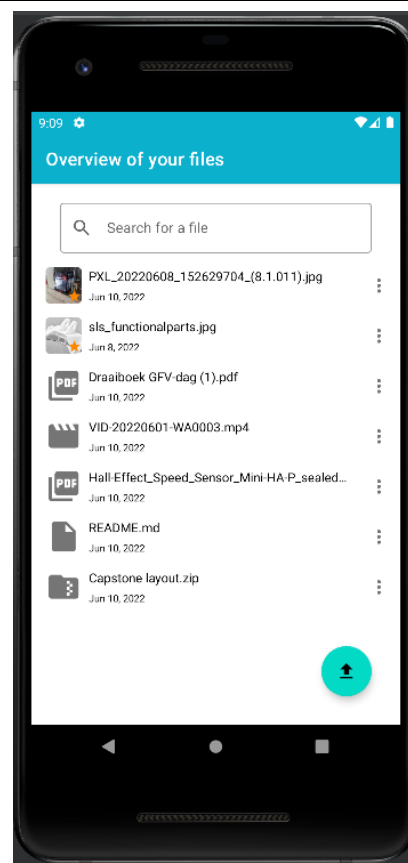 9:09
Overview of your files
Search for a file
PXL_20220608_152629704_(8.1.011).jpg
Jun 10, 2022
sls_functionalparts.jpg
Jun 8, 2022
PDF
Draaiboek GFV-dag (1).pdf
Jun 10, 2022
VID-20220601-WA0003.mp4
Jun 10, 2022
PDF
Hall-Effect_Speed_Sensor_Mini-HA-P_sealed...
Jun 10, 2022
README.md
Jun 10, 2022
Capstone layout.zip
Jun 10, 2022